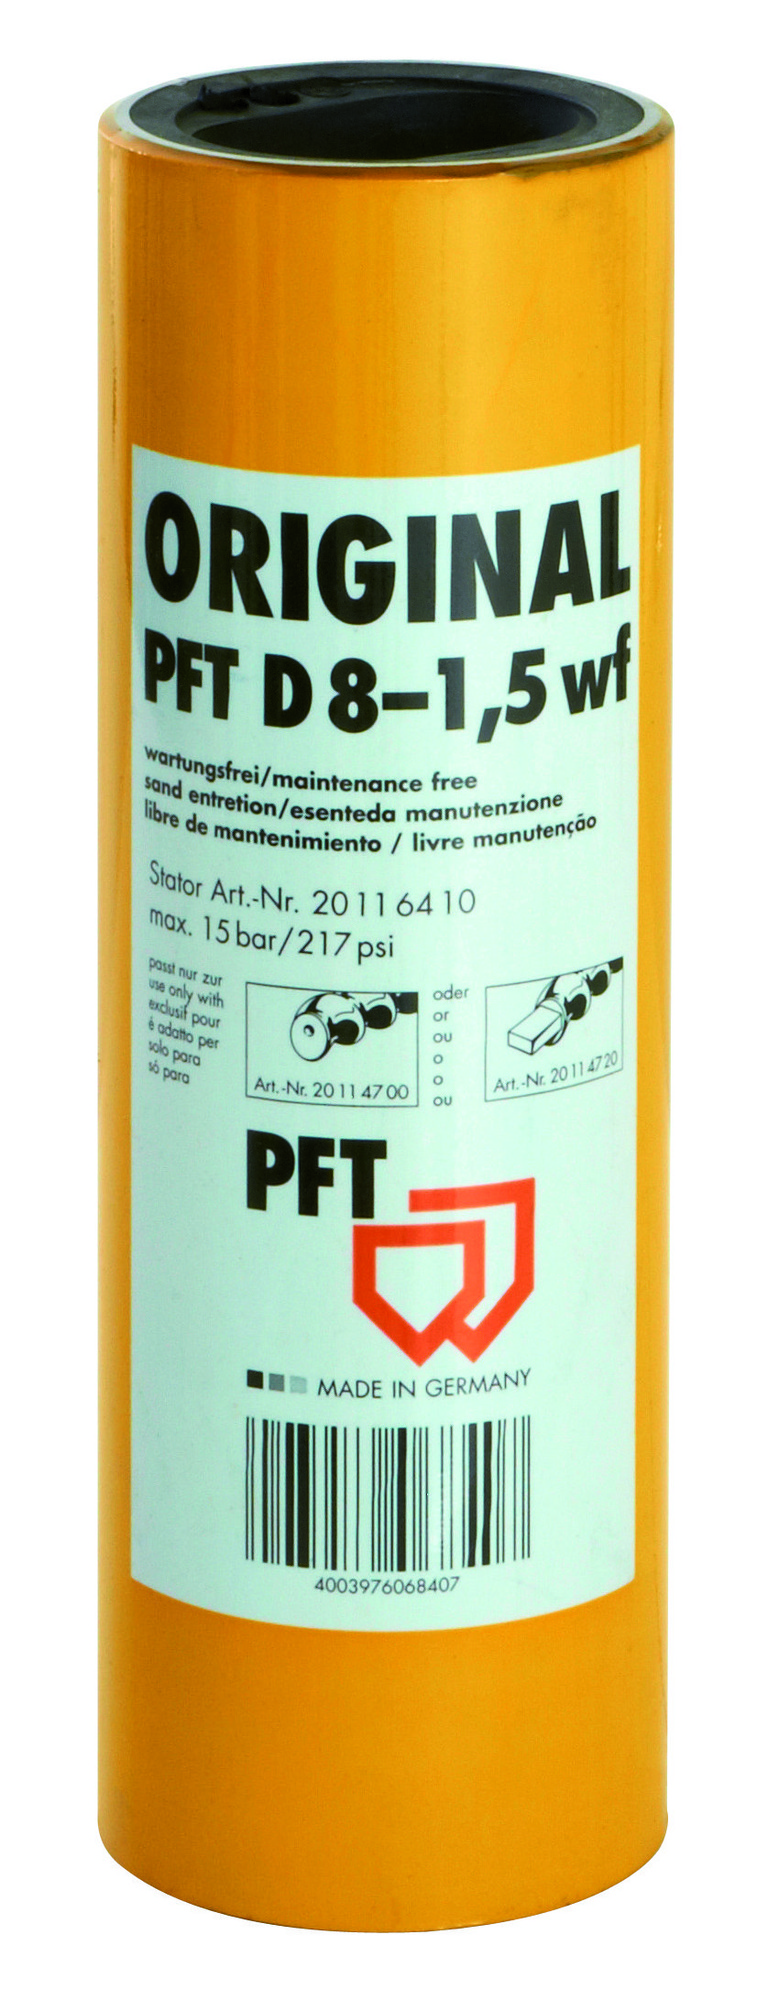 ORIGINAL
PFT D 8–1,5 wf
wartungsfrei/maintenance free
sand entretion/esenteda manutenzione
libre de mantenimiento / livre manutenção
Stator Art.-Nr. 20 11 64 10
max. 15 bar/217 psi
passt nur zur
use only with
exclusif pour
é adatto per
solo para
só para
Art.-Nr. 20 11 47 00
oder
or
ou
o
o
ou
Art.-Nr. 20 11 47 20
PFT
MADE IN GERMANY
4003976068407